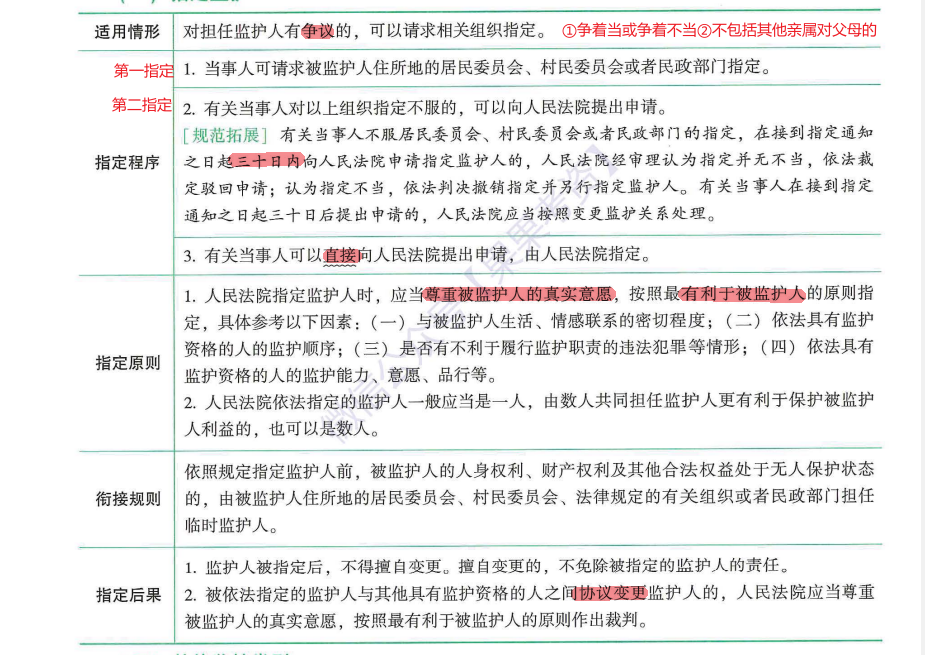 适用情形 对担任监护人有争议的，可以请求相关组织指定。 ①争着当或争着不当②不包括其他亲属对父母的
第一指定 1. 当事人可请求被监护人住所地的居民委员会、村民委员会或者民政部门指定。
第二指定 2. 有关当事人对以上组织指定不服的，可以向人民法院提出申请。
[规范拓展] 有关当事人不服居民委员会、村民委员会或者民政部门的指定，在接到指定通知
指定程序 之日起三十日内向人民法院申请指定监护人的，人民法院经审理认为指定并无不当，依法裁
定驳回申请；认为指定不当，依法判决撤销指定并另行指定监护人。有关当事人在接到指定
通知之日起三十日后提出申请的，人民法院应当按照变更监护关系处理。
3. 有关当事人可以直接向人民法院提出申请，由人民法院指定。
1. 人民法院指定监护人时，应当尊重被监护人的真实意愿，按照最有利于被监护人的原则指
定，具体参考以下因素：（一）与被监护人生活、情感联系的密切程度；（二）依法具有监护
资格的人的监护顺序；（三）是否有不利于履行监护职责的违法犯罪等情形；（四）依法具有
指定原则 监护资格的人的监护能力、意愿、品行等。
2. 人民法院依法指定的监护人一般应当是一人，由数人共同担任监护人更有利于保护被监护
人利益的，也可以是数人。
依照规定指定监护人前，被监护人的人身权利、财产权利及其他合法权益处于无人保护状态
衔接规则 的，由被监护人住所地的居民委员会、村民委员会、法律规定的有关组织或者民政部门担任
临时监护人。
1. 监护人被指定后，不得擅自变更。擅自变更的，不免除被指定的监护人的责任。
指定后果 2. 被依法指定的监护人与其他具有监护资格的人之间协议变更监护人的，人民法院应当尊重
被监护人的真实意愿，按照最有利于被监护人的原则作出裁判。